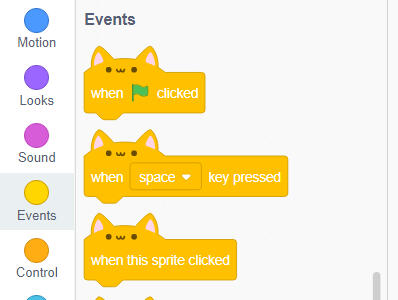 Motion
Looks
Sound
Events
Control
Events
when clicked
when space key pressed
when this sprite clicked